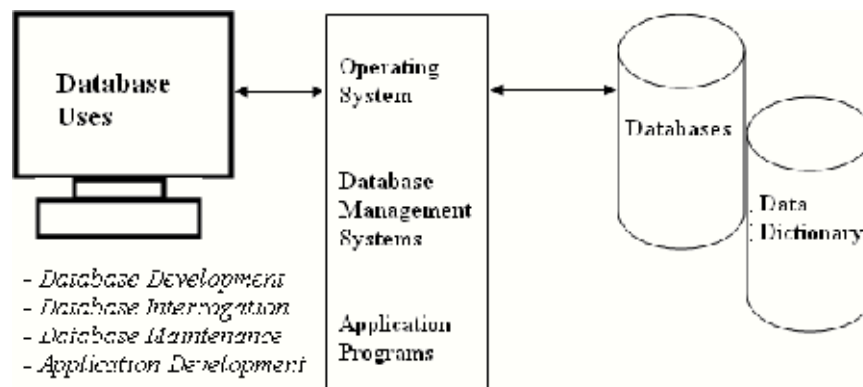 Database
Uses
- Database Development
- Database Interrogation
- Database Maintenance
- Application Development
Operating
System
Database
Management
Systems
Application
Programs
Databases
Data
Dictionary